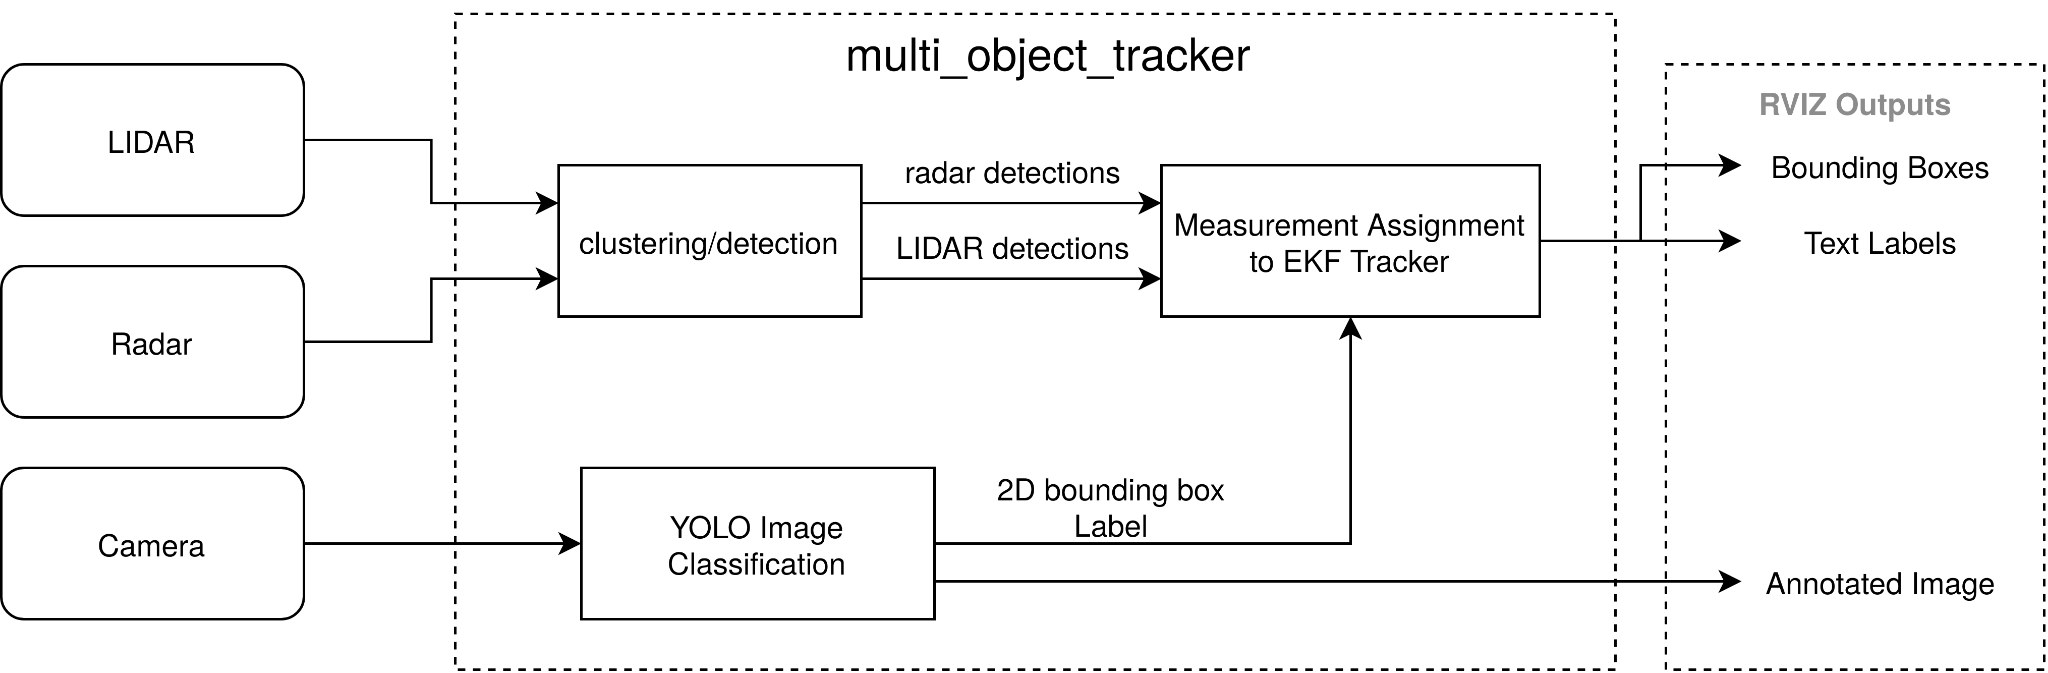 multi_object_tracker
RVIZ Outputs
LIDAR
radar detections
Bounding Boxes
clustering/detection
Measurement Assignment
to EKF Tracker
LIDAR detections
Text Labels
Radar
2D bounding box
Label
Camera
YOLO Image
Classification
Annotated Image